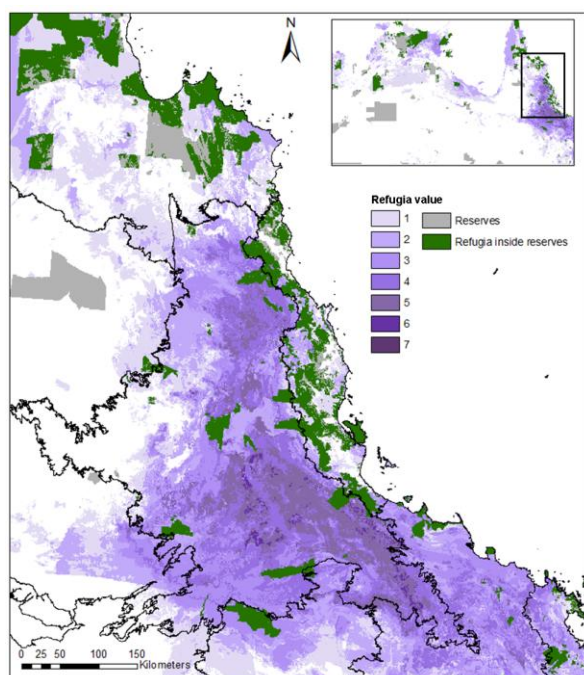 N
Refugia value
1 Reserves
2 Refugia inside reserves
3
4
5
6
7
0 25 50 100 150
Kilometers